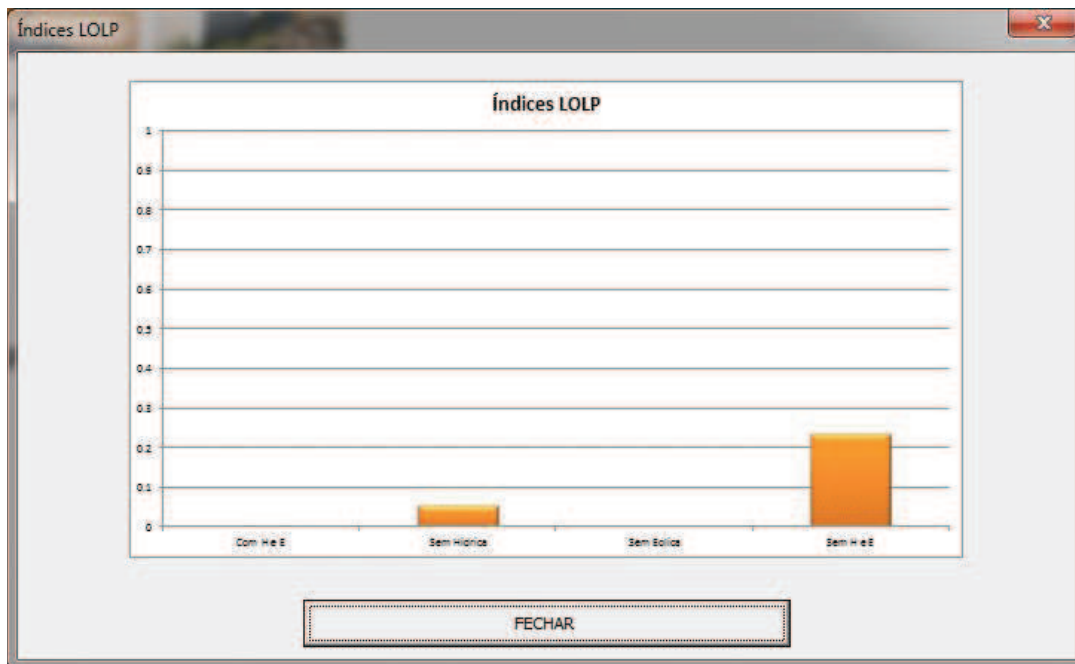 Índices LOLP
Índices LOLP
1
0.9
0.8
0.7
0.6
0.5
0.4
0.3
0.2
0.1
0
Com H e E Sem Hídrica Sem Eólica Sem H e E
FECHAR